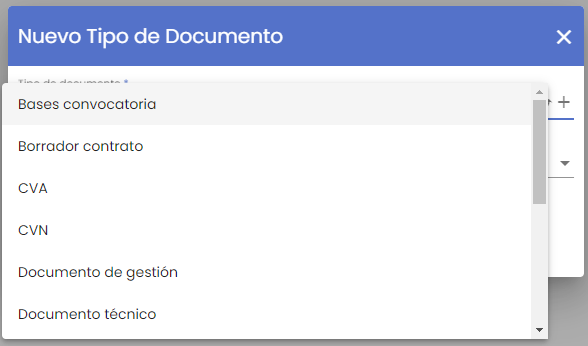 Nuevo Tipo de Documento
Tipo de documento *
Bases convocatoria
Borrador contrato
CVA
CVN
Documento de gestión
Documento técnico